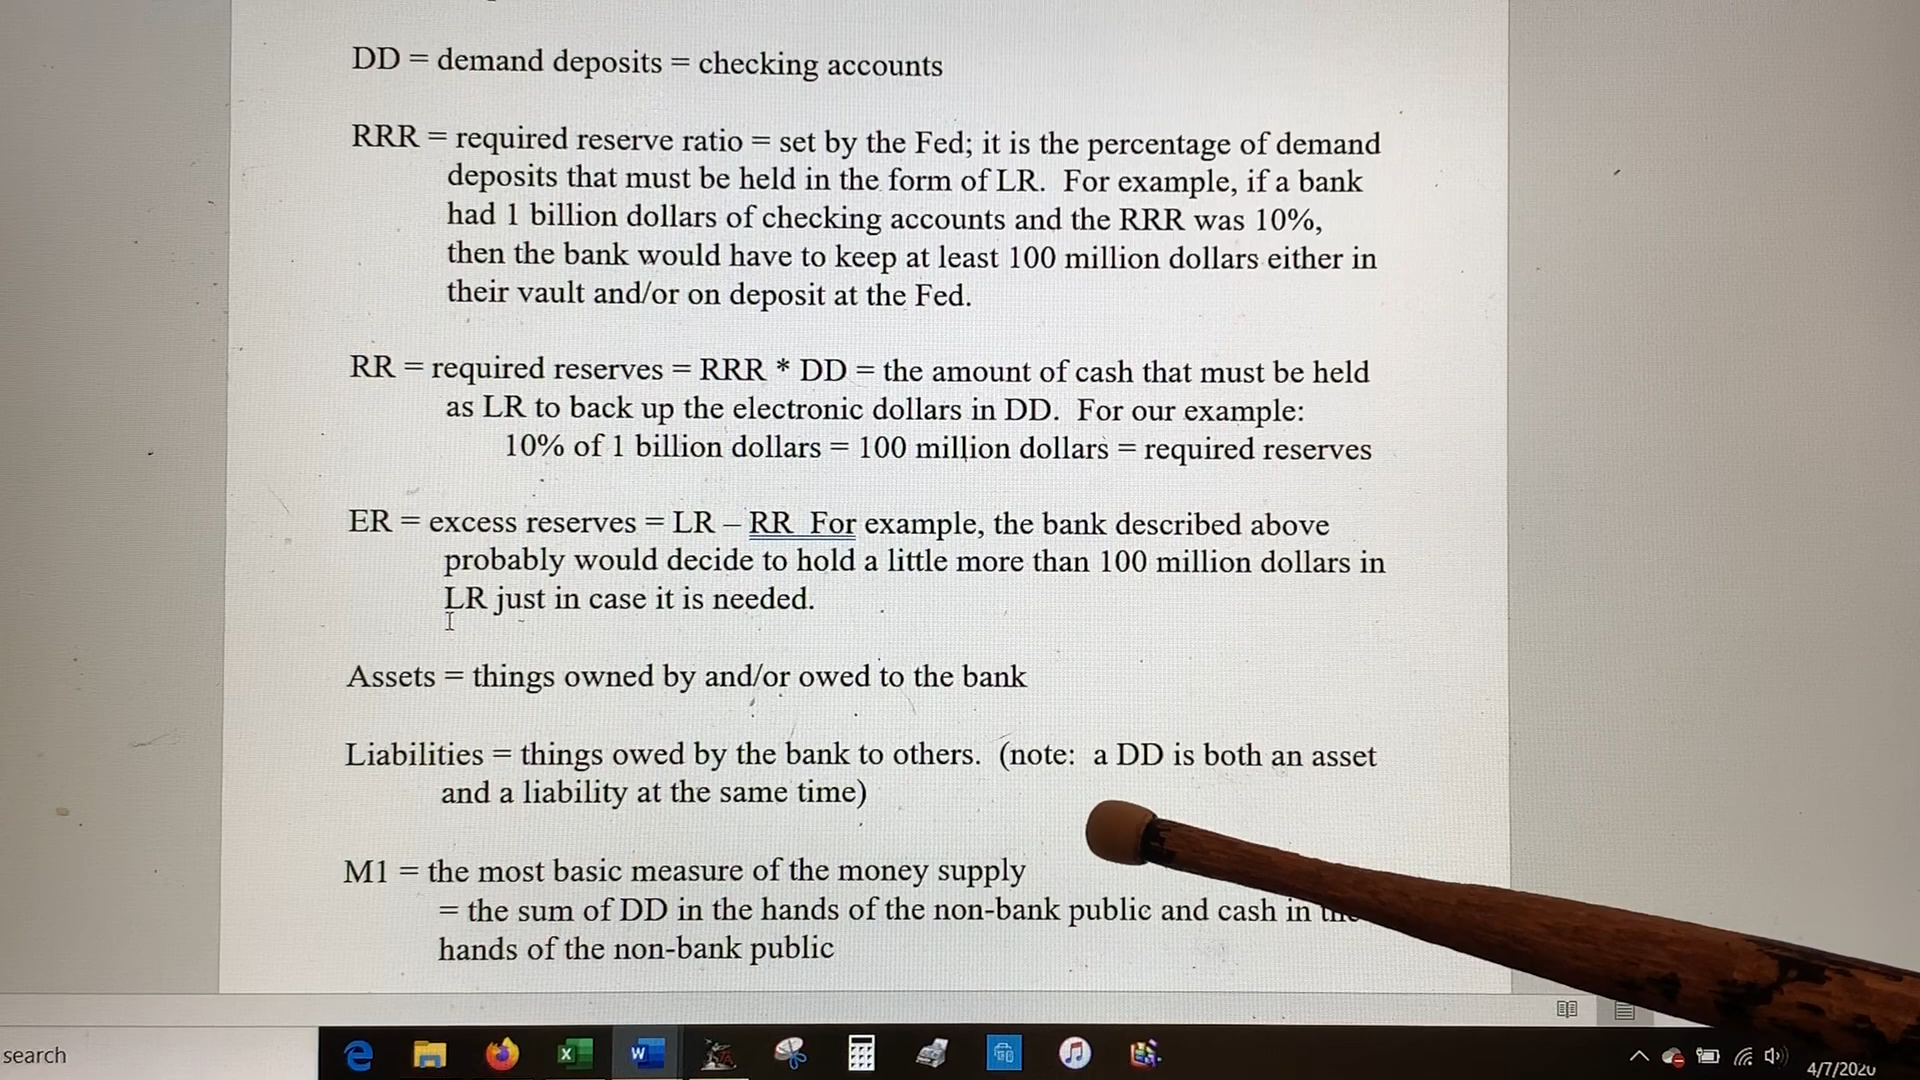 DD = demand deposits = checking accounts
RRR = required reserve ratio = set by the Fed; it is the percentage of demand
deposits that must be held in the form of LR.  For example, if a bank
had 1 billion dollars of checking accounts and the RRR was 10%,
then the bank would have to keep at least 100 million dollars either in
their vault and/or on deposit at the Fed.
RR = required reserves = RRR * DD = the amount of cash that must be held
as LR to back up the electronic dollars in DD.  For our example:
10% of 1 billion dollars = 100 million dollars = required reserves
ER = excess reserves = LR – RR  For example, the bank described above
probably would decide to hold a little more than 100 million dollars in
LR just in case it is needed.
Assets = things owned by and/or owed to the bank
Liabilities = things owed by the bank to others.  (note:  a DD is both an asset
and a liability at the same time)
M1 = the most basic measure of the money supply
= the sum of DD in the hands of the non-bank public and cash in
hands of the non-bank public
search
4/7/2020